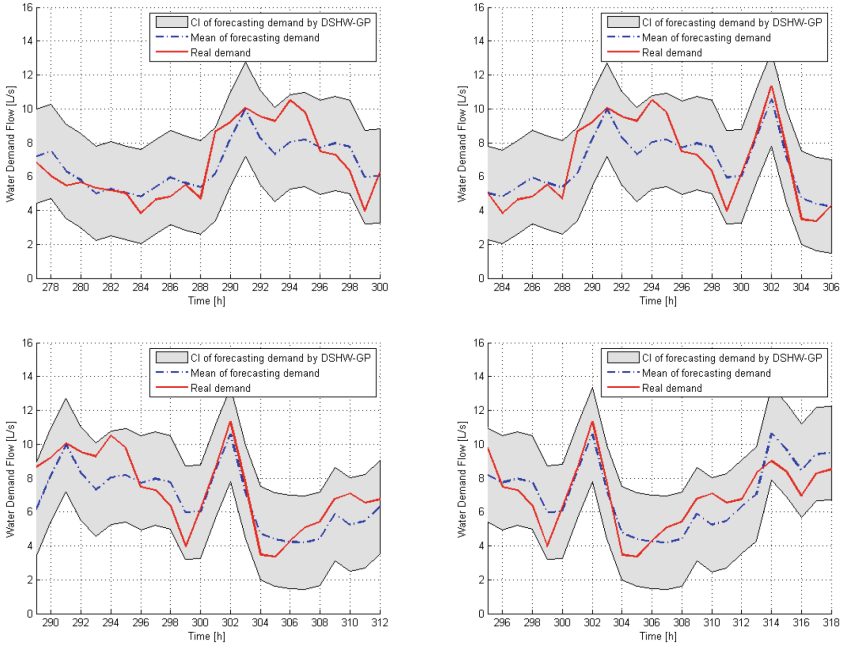 16
14
12
10
8
6
4
2
0
Water Demand Flow [L/s]
CI of forecasting demand by DSHW-GP
Mean of forecasting demand
Real demand
278 280 282 284 286 288 290 292 294 296 298 300
Time [h]
16
14
12
10
8
6
4
2
0
Water Demand Flow [L/s]
CI of forecasting demand by DSHW-GP
Mean of forecasting demand
Real demand
284 286 288 290 292 294 296 298 300 302 304 306
Time [h]
16
14
12
10
8
6
4
2
0
Water Demand Flow [L/s]
CI of forecasting demand by DSHW-GP
Mean of forecasting demand
Real demand
290 292 294 296 298 300 302 304 306 308 310 312
Time [h]
16
14
12
10
8
6
4
2
0
Water Demand Flow [L/s]
CI of forecasting demand by DSHW-GP
Mean of forecasting demand
Real demand
296 298 300 302 304 306 308 310 312 314 316 318
Time [h]